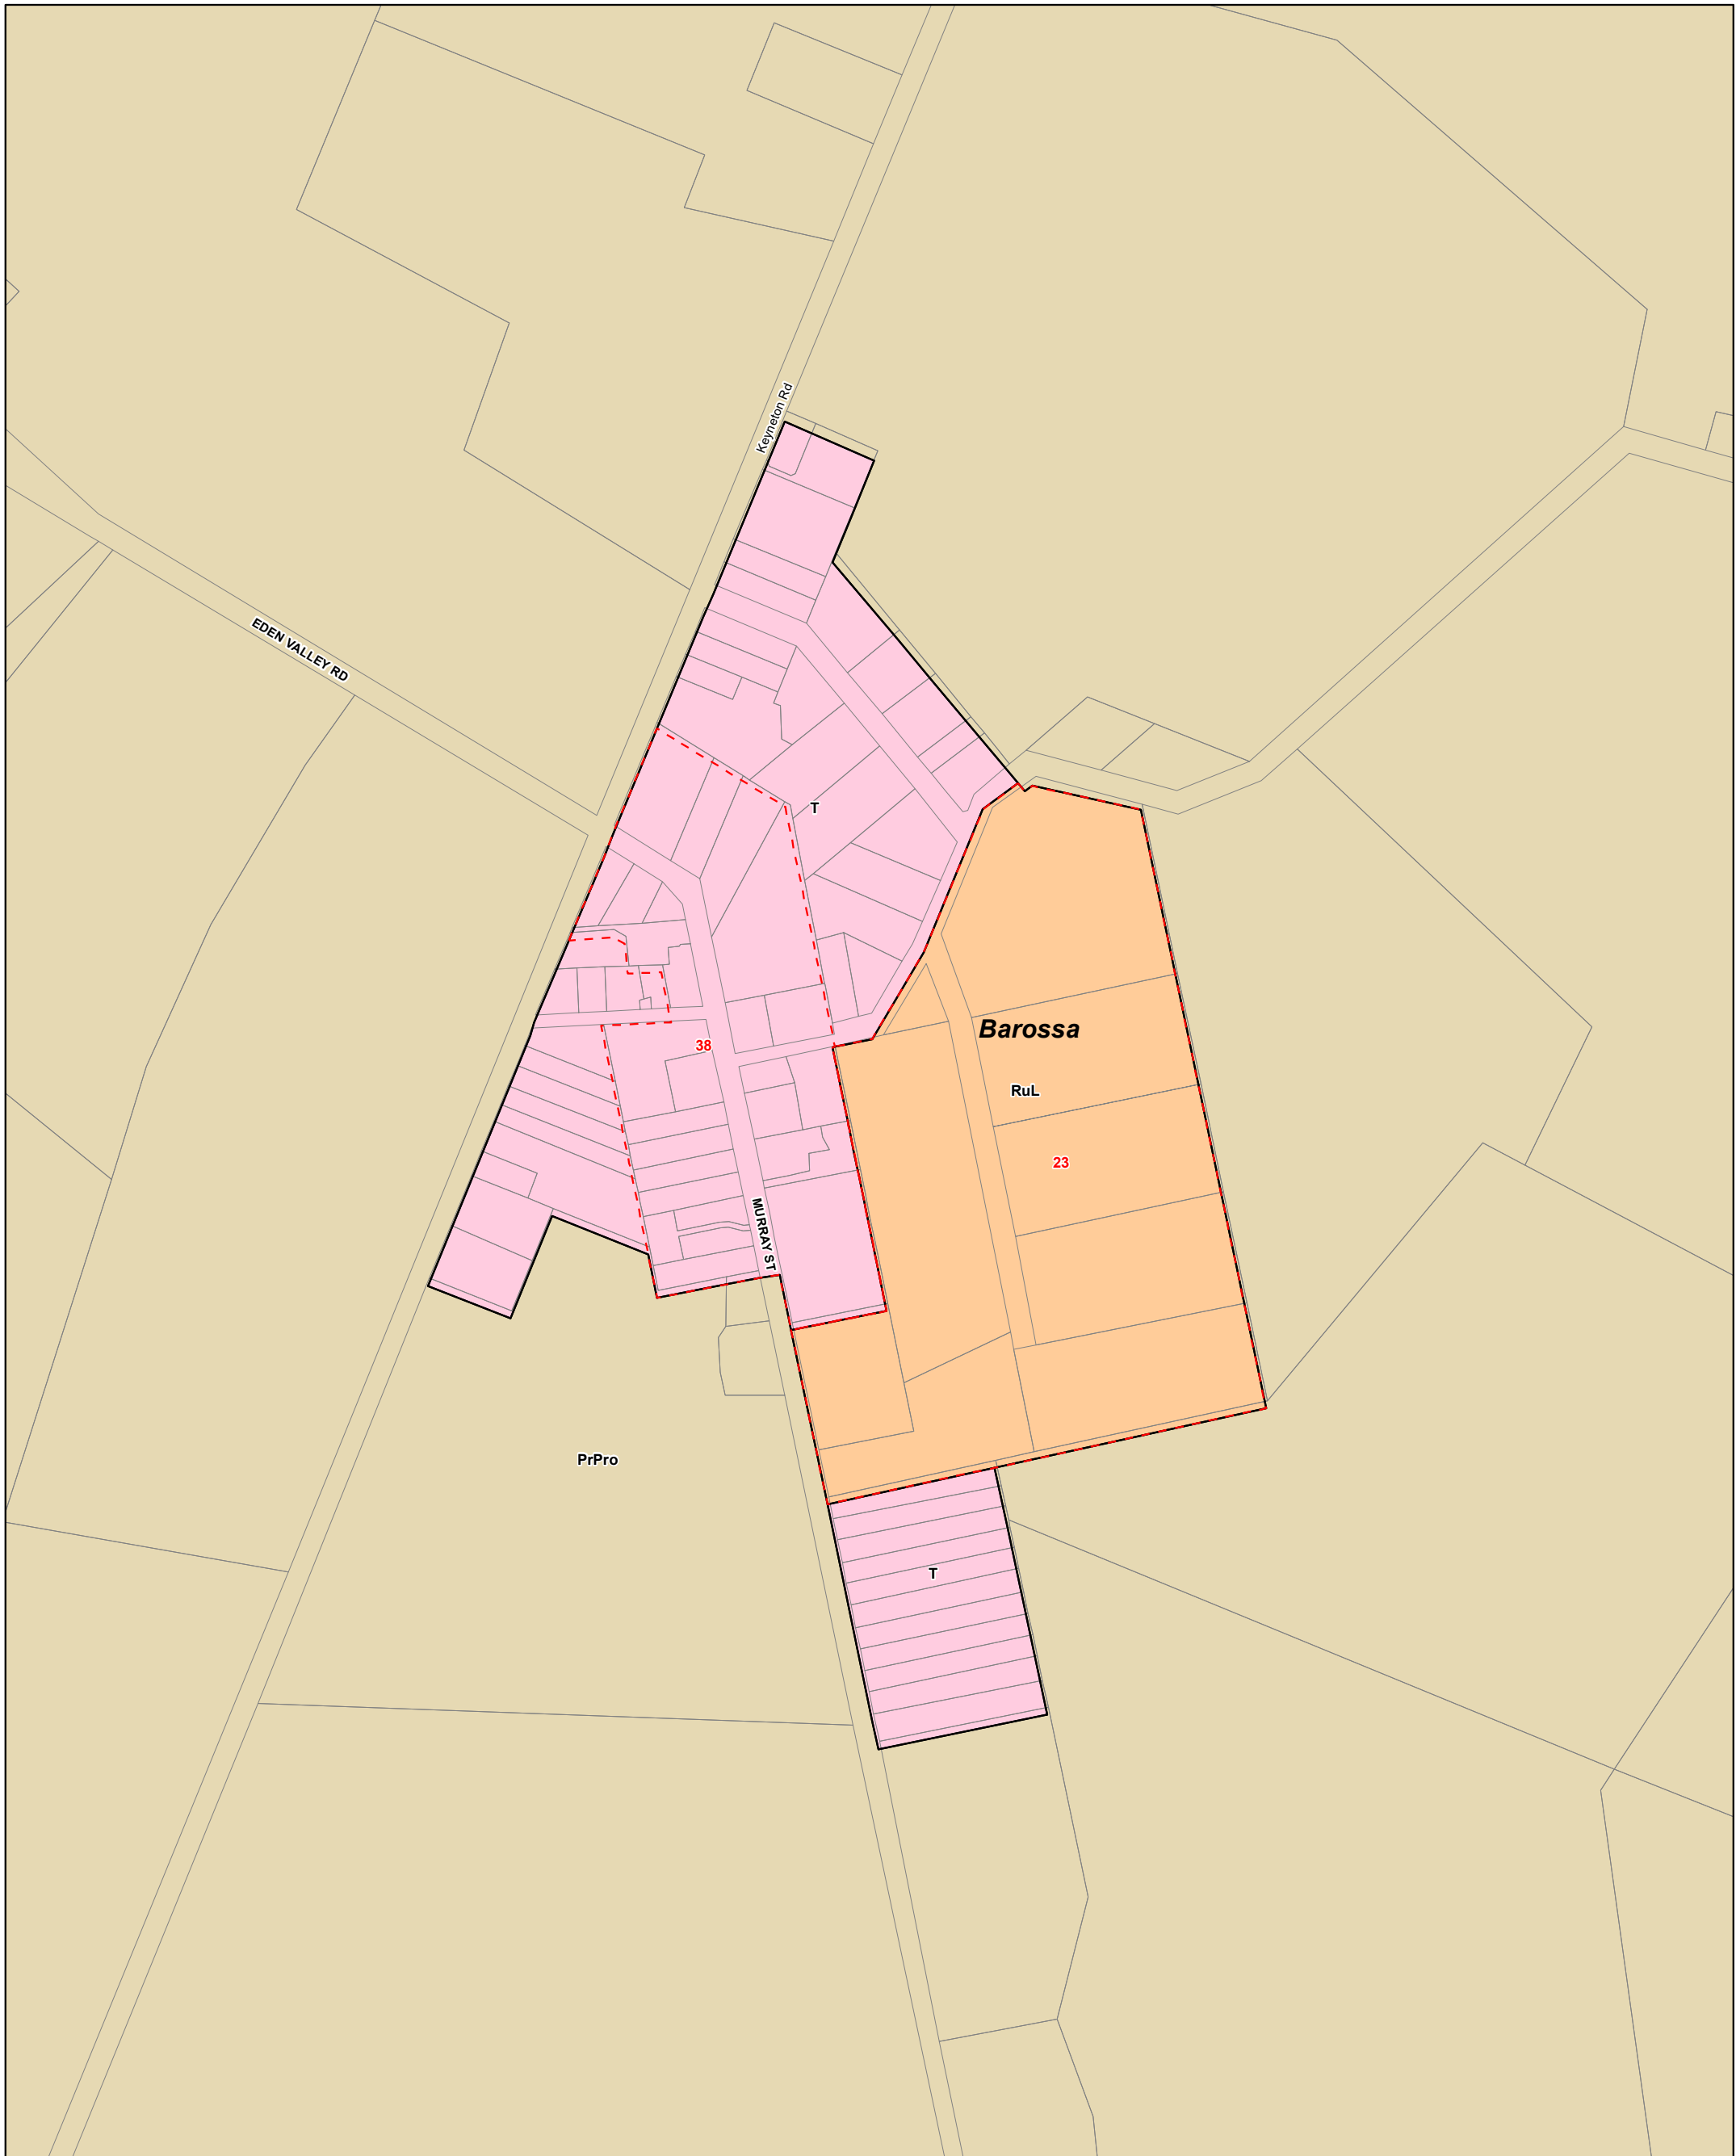 Keyneton Rd
EDEN VALLEY RD
T
Barossa
38
RuL
23
MURRAY ST
PrPro
T